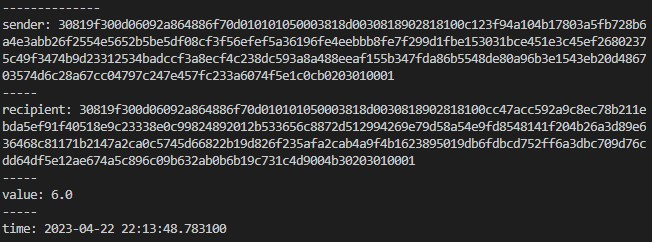 --------------
sender: 30819f300d06092a864886f70d010101050003818d0030818902818100c123f94a104b17803a5fb728b6
a4e3abb26f2554e5652b5be5df08cf3f56efef5a36196fe4eebbb8fe7f299d1fbe153031bce451e3c45ef2680237
5c49f3474b9d23312534badccf3a8ecf4c238dc593a8a488eeaf155b347fda86b5548de80a96b3e1543eb20d4867
03574d6c28a67cc04797c247e457fc233a6074f5e1c0cb0203010001
-----
recipient: 30819f300d06092a864886f70d010101050003818d0030818902818100cc47acc592a9c8ec78b211e
bda5ef91f40518e9c23338e0c99824892012b533656c8872d512994269e79d58a54e9fd8548141f204b26a3d89e6
36468c81171b2147a2ca0c5745d66822b19d826f235afa2cab4a9f4b1623895019db6fdbcd752ff6a3dbc709d76c
dd64df5e12ae674a5c896c09b632ab0b6b19c731c4d9004b30203010001
-----
value: 6.0
-----
time: 2023-04-22 22:13:48.783100